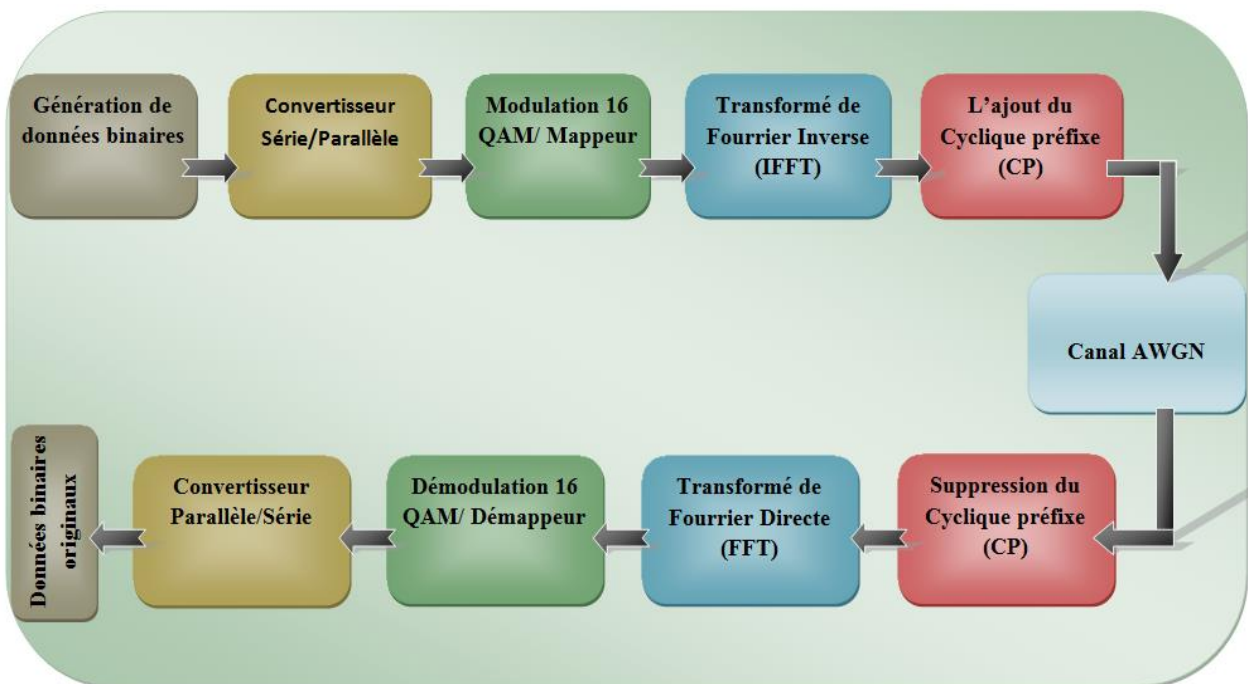 Génération de
données binaires
Convertisseur
Série/Parallèle
Modulation 16
QAM/ Mappeur
Transformé de
Fourrier Inverse
(IFFT)
L’ajout du
Cyclique préfixe
(CP)
Canal AWGN
Suppression du
Cyclique préfixe
(CP)
Transformé de
Fourrier Directe
(FFT)
Démodulation 16
QAM/ Démappeur
Convertisseur
Parallèle/Série
Données binaires
originaux